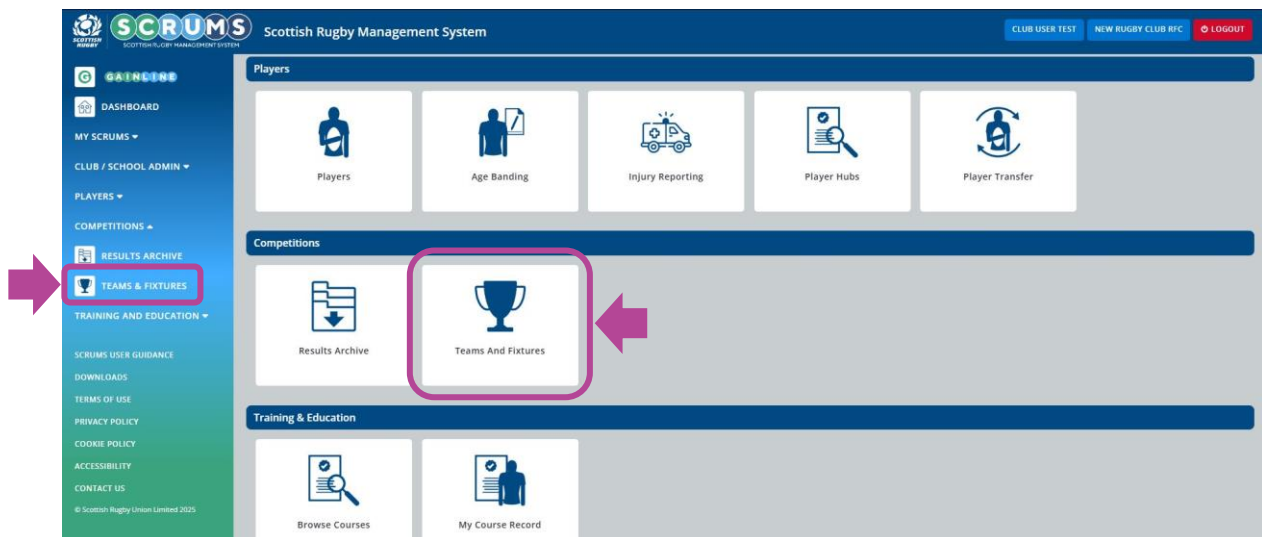 SCOTTISH RUGBY
SCRUMS
SCOTTISH RUGBY MANAGEMENT SYSTEM
Scottish Rugby Management System
CLUB USER TEST
NEW RUGBY CLUB RFC
LOGOUT
G GAINLINE
DASHBOARD
MY SCRUMS
CLUB / SCHOOL ADMIN
PLAYERS
COMPETITIONS
RESULTS ARCHIVE
TEAMS & FIXTURES
TRAINING AND EDUCATION
SCRUMS USER GUIDANCE
DOWNLOADS
TERMS OF USE
PRIVACY POLICY
COOKIE POLICY
ACCESSIBILITY
CONTACT US
© Scottish Rugby Union Limited 2025
Players
Players
Age Banding
Injury Reporting
Player Hubs
Player Transfer
Competitions
Results Archive
Teams And Fixtures
Training & Education
Browse Courses
My Course Record